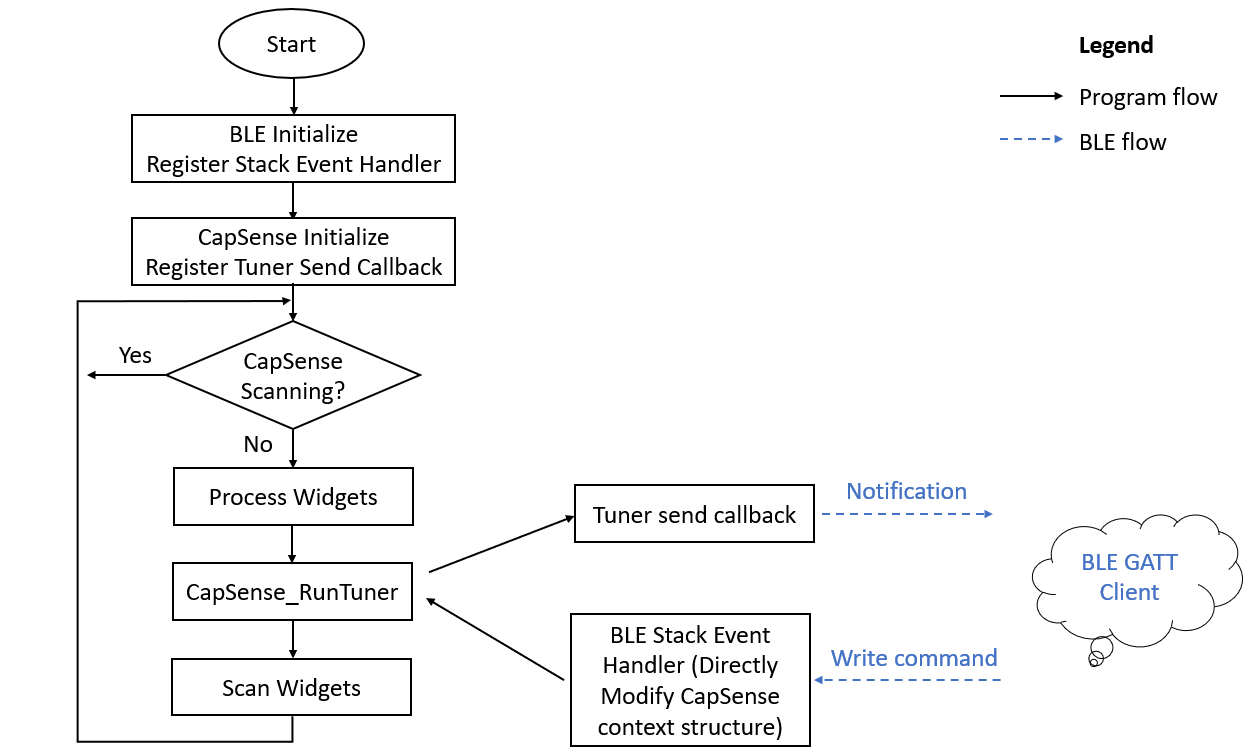 Start
Legend
Program flow
BLE flow
BLE Initialize
Register Stack Event Handler
CapSense Initialize
Register Tuner Send Callback
Yes
CapSense
Scanning?
No
Process Widgets
CapSense_RunTuner
Scan Widgets
Tuner send callback
Notification
BLE GATT
Client
BLE Stack Event
Handler (Directly
Modify CapSense
context structure)
Write command